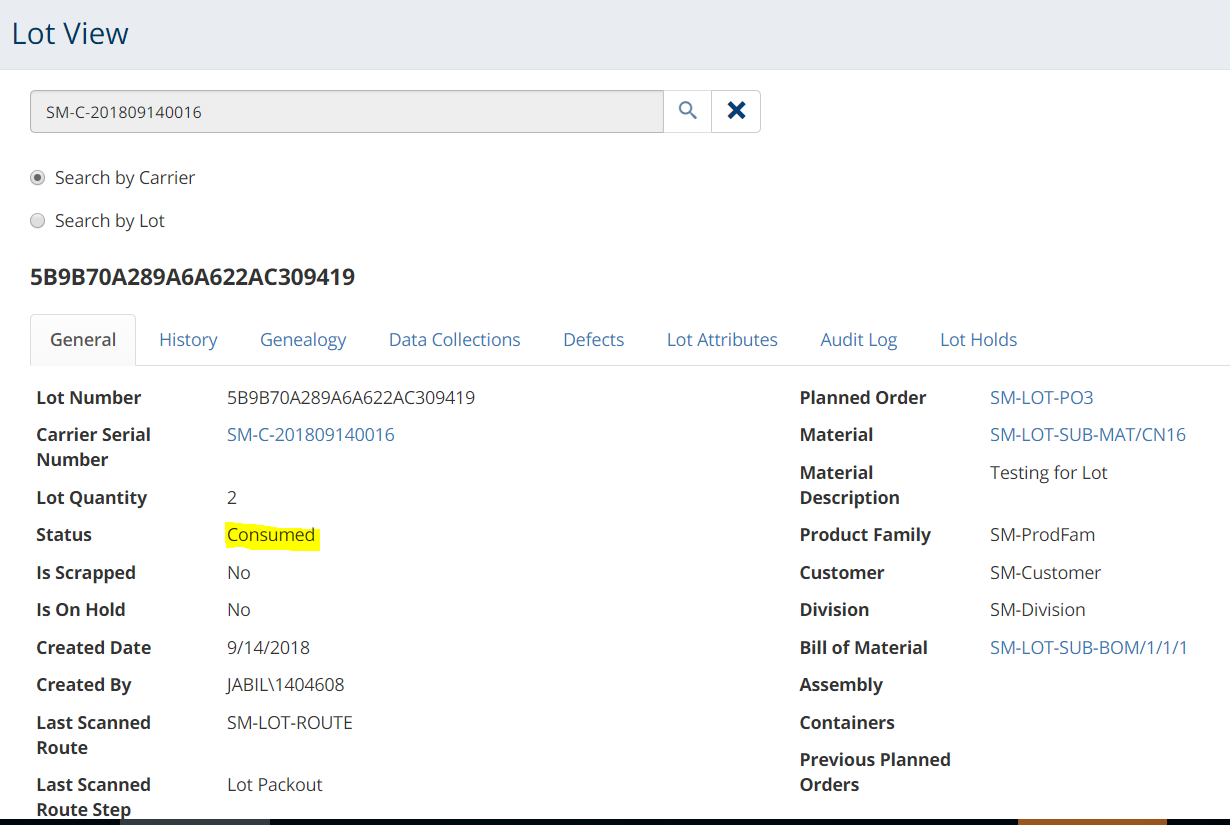 Lot View
SM-C-201809140016
Search by Carrier
Search by Lot
5B9B70A289A6A622AC309419
General History Genealogy Data Collections Defects Lot Attributes Audit Log Lot Holds
Lot Number 5B9B70A289A6A622AC309419
Carrier Serial Number SM-C-201809140016
Lot Quantity 2
Status Consumed
Is Scrapped No
Is On Hold No
Created Date 9/14/2018
Created By JABIL\1404608
Last Scanned Route SM-LOT-ROUTE
Last Scanned Route Step Lot Packout
Planned Order SM-LOT-PO3
Material SM-LOT-SUB-MAT/CN16
Material Description Testing for Lot
Product Family SM-ProdFam
Customer SM-Customer
Division SM-Division
Bill of Material SM-LOT-SUB-BOM/1/1/1
Assembly
Containers
Previous Planned Orders